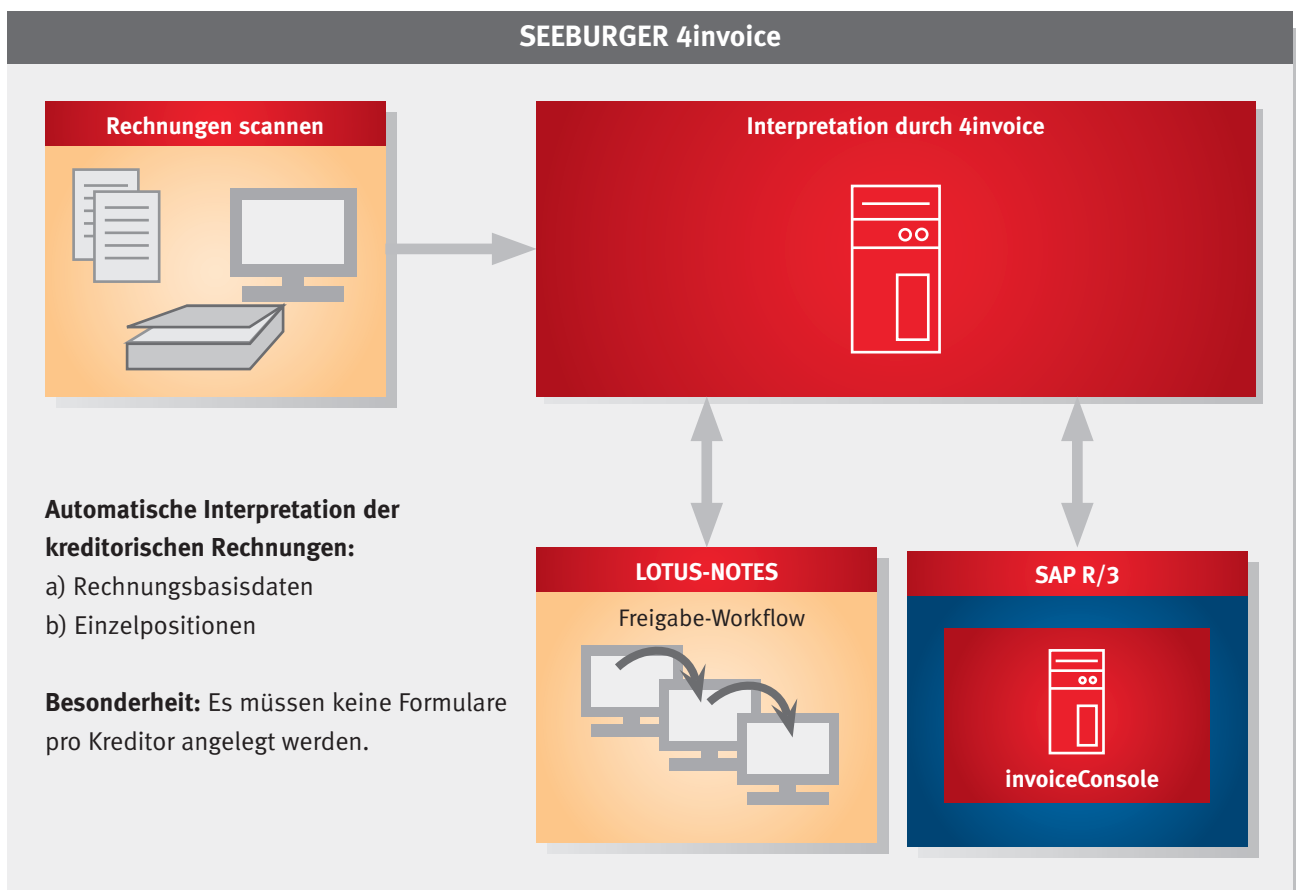 SEEBURGER 4invoice
Rechnungen scannen
Interpretation durch 4invoice
Automatische Interpretation der
kreditorischen Rechnungen:
a) Rechnungsbasisdaten
b) Einzelpositionen
Besonderheit: Es müssen keine Formulare
pro Kreditor angelegt werden.
LOTUS-NOTES
Freigabe-Workflow
SAP R/3
invoiceConsole